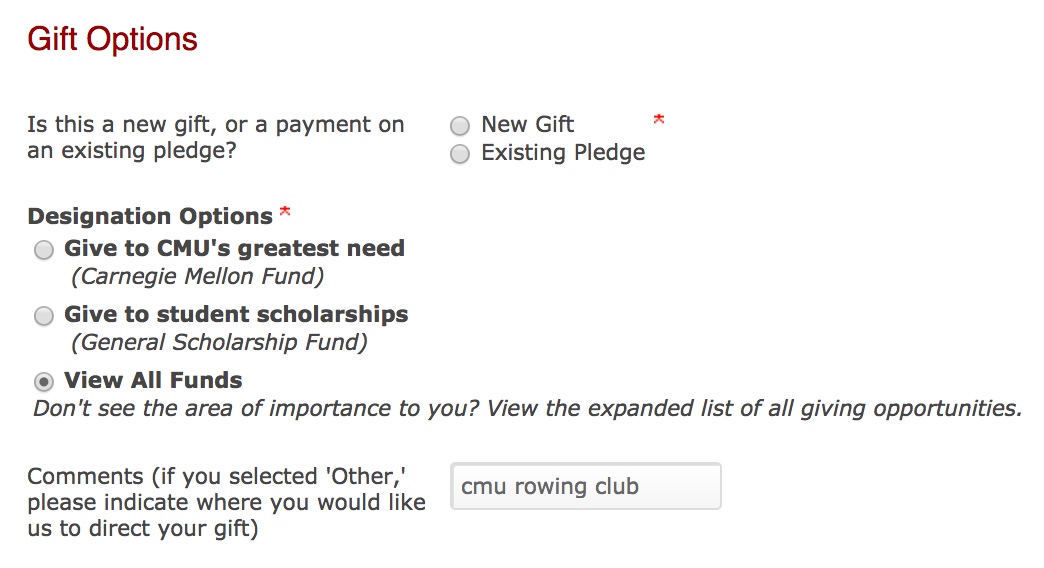 Gift Options
Is this a new gift, or a payment on
an existing pledge?
New Gift *
Existing Pledge
Designation Options *
Give to CMU's greatest need
(Carnegie Mellon Fund)
Give to student scholarships
(General Scholarship Fund)
View All Funds
Don't see the area of importance to you? View the expanded list of all giving opportunities.
Comments (if you selected 'Other,'
please indicate where you would like
us to direct your gift)
cmu rowing club